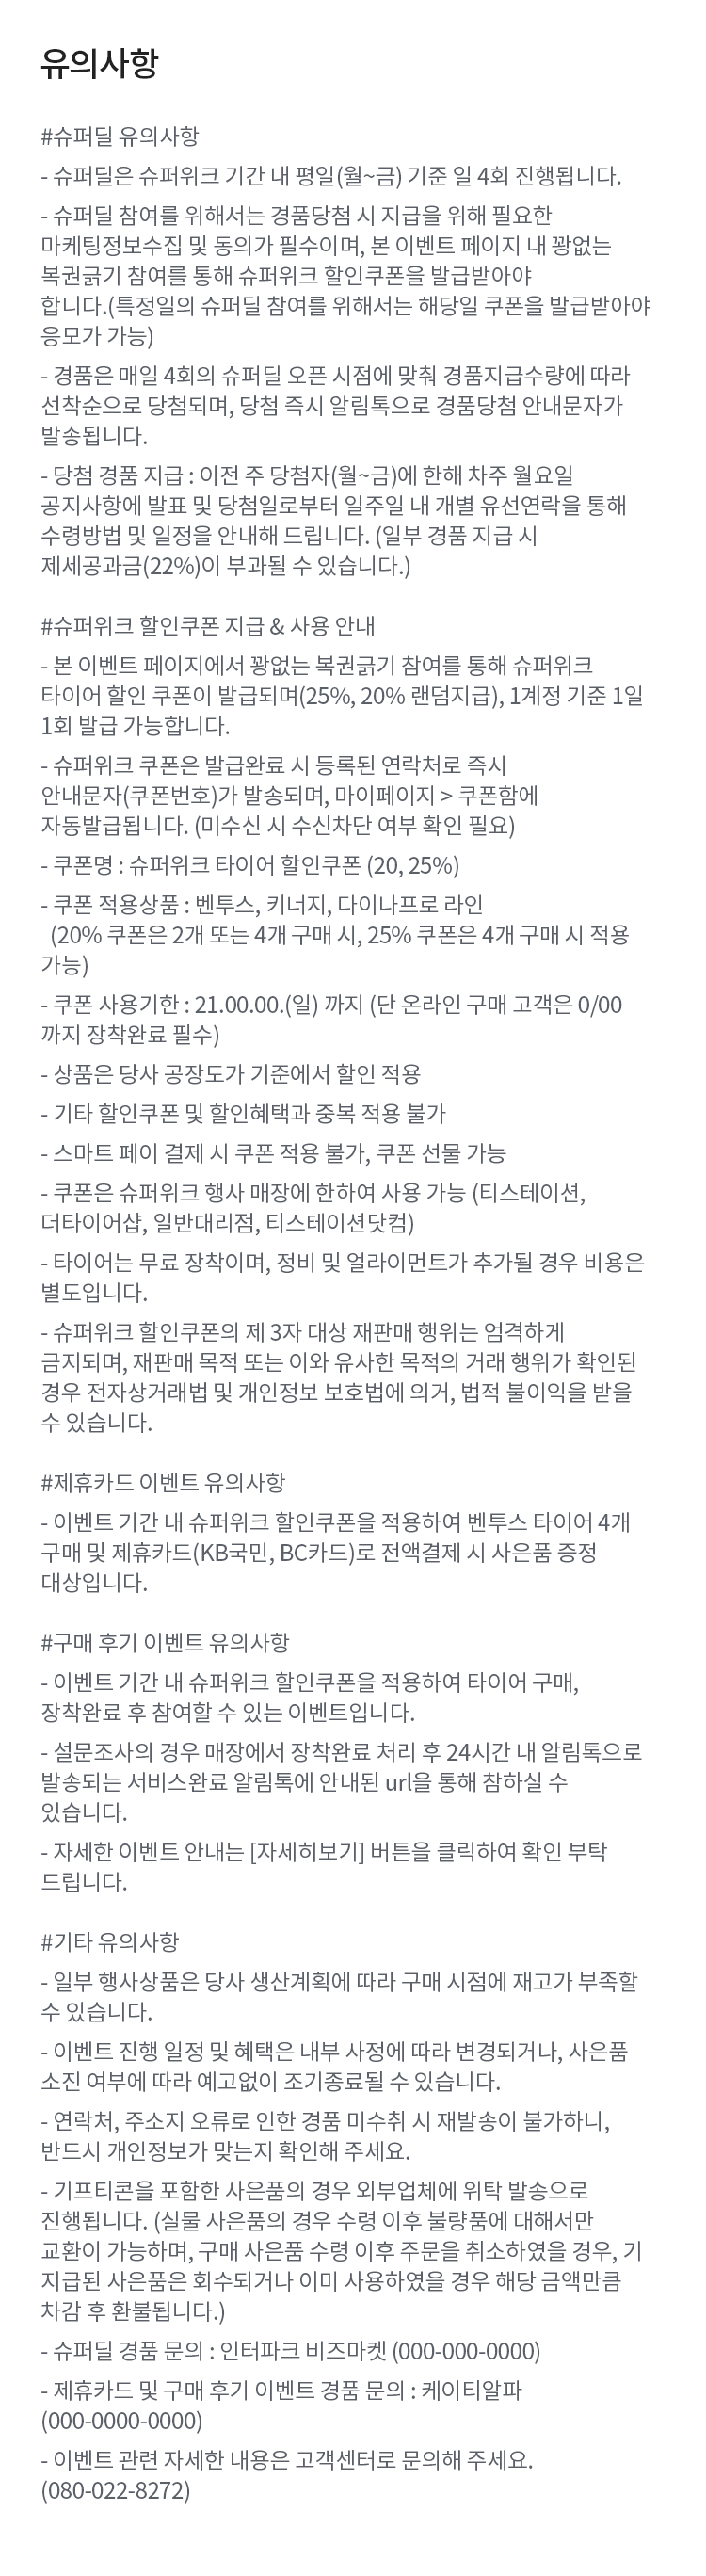 유의사항
#슈퍼딜 유의사항
- 슈퍼딜은 슈퍼위크 기간 내 평일(월~금) 기준 일 4회 진행됩니다.
- 슈퍼딜 참여를 위해서는 경품당첨 시 지급을 위해 필요한
마케팅정보수집 및 동의가 필수이며, 본 이벤트 페이지 내 꽝없는
복권긁기 참여를 통해 슈퍼위크 할인쿠폰을 발급받아야
합니다.(특정일의 슈퍼딜 참여를 위해서는 해당일 쿠폰을 발급받아야
응모가 가능)
- 경품은 매일 4회의 슈퍼딜 오픈 시점에 맞춰 경품지급수량에 따라
선착순으로 당첨되며, 당첨 즉시 알림톡으로 경품당첨 안내문자가
발송됩니다.
- 당첨 경품 지급 : 이전 주 당첨자(월~금)에 한해 차주 월요일
공지사항에 발표 및 당첨일로부터 일주일 내 개별 유선연락을 통해
수령방법 및 일정을 안내해 드립니다. (일부 경품 지급 시
제세공과금(22%)이 부과될 수 있습니다.)
#슈퍼위크 할인쿠폰 지급 & 사용 안내
- 본 이벤트 페이지에서 꽝없는 복권긁기 참여를 통해 슈퍼위크
타이어 할인 쿠폰이 발급되며(25%, 20% 랜덤지급), 1계정 기준 1일
1회 발급 가능합니다.
- 슈퍼위크 쿠폰은 발급완료 시 등록된 연락처로 즉시
안내문자(쿠폰번호)가 발송되며, 마이페이지 > 쿠폰함에
자동발급됩니다. (미수신 시 수신차단 여부 확인 필요)
- 쿠폰명 : 슈퍼위크 타이어 할인쿠폰 (20, 25%)
- 쿠폰 적용상품 : 벤투스, 키너지, 다이나프로 라인
(20% 쿠폰은 2개 또는 4개 구매 시, 25% 쿠폰은 4개 구매 시 적용
가능)
- 쿠폰 사용기한 : 21.00.00.(일) 까지 (단 온라인 구매 고객은 0/00
까지 장착완료 필수)
- 상품은 당사 공장도가 기준에서 할인 적용
- 기타 할인쿠폰 및 할인혜택과 중복 적용 불가
- 스마트 페이 결제 시 쿠폰 적용 불가, 쿠폰 선물 가능
- 쿠폰은 슈퍼위크 행사 매장에 한하여 사용 가능 (티스테이션,
더타이어샵, 일반대리점, 티스테이션닷컴)
- 타이어는 무료 장착이며, 정비 및 얼라이먼트가 추가될 경우 비용은
별도입니다.
- 슈퍼위크 할인쿠폰의 제 3자 대상 재판매 행위는 엄격하게
금지되며, 재판매 목적 또는 이와 유사한 목적의 거래 행위가 확인된
경우 전자상거래법 및 개인정보 보호법에 의거, 법적 불이익을 받을
수 있습니다.
#제휴카드 이벤트 유의사항
- 이벤트 기간 내 슈퍼위크 할인쿠폰을 적용하여 벤투스 타이어 4개
구매 및 제휴카드(KB국민, BC카드)로 전액결제 시 사은품 증정
대상입니다.
#구매 후기 이벤트 유의사항
- 이벤트 기간 내 슈퍼위크 할인쿠폰을 적용하여 타이어 구매,
장착완료 후 참여할 수 있는 이벤트입니다.
- 설문조사의 경우 매장에서 장착완료 처리 후 24시간 내 알림톡으로
발송되는 서비스완료 알림톡에 안내된 url을 통해 참하실 수
있습니다.
- 자세한 이벤트 안내는 [자세히보기] 버튼을 클릭하여 확인 부탁
드립니다.
#기타 유의사항
- 일부 행사상품은 당사 생산계획에 따라 구매 시점에 재고가 부족할
수 있습니다.
- 이벤트 진행 일정 및 혜택은 내부 사정에 따라 변경되거나, 사은품
소진 여부에 따라 예고없이 조기종료될 수 있습니다.
- 연락처, 주소지 오류로 인한 경품 미수취 시 재발송이 불가하니,
반드시 개인정보가 맞는지 확인해 주세요.
- 기프티콘을 포함한 사은품의 경우 외부업체에 위탁 발송으로
진행됩니다. (실물 사은품의 경우 수령 이후 불량품에 대해서만
교환이 가능하며, 구매 사은품 수령 이후 주문을 취소하였을 경우, 기
지급된 사은품은 회수되거나 이미 사용하였을 경우 해당 금액만큼
차감 후 환불됩니다.)
- 슈퍼딜 경품 문의 : 인터파크 비즈마켓 (000-000-0000)
- 제휴카드 및 구매 후기 이벤트 경품 문의 : 케이티알파
(000-0000-0000)
- 이벤트 관련 자세한 내용은 고객센터로 문의해 주세요.
(080-022-8272)